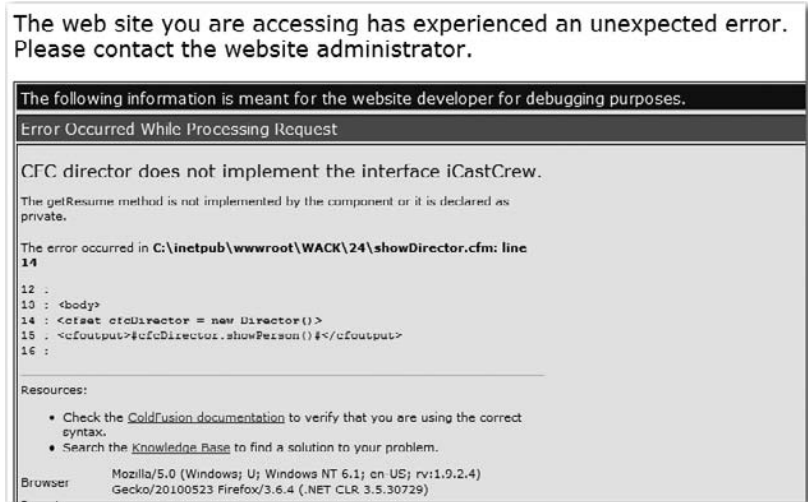 The web site you are accessing has experienced an unexpected error.
Please contact the website administrator.
The following information is meant for the website developer for debugging purposes.
Error Occurred While Processing Request
CFC director does not implement the interface iCastCrew.
The getResume method is not implemented by the component or it is declared as
private.
The error occurred in C:\inetpub\wwwroot\WACK\24\showDirector.cfm: line
14
12 :
13 : <body>
14 : <cfset cfcDirector = new Director()>
15 : <cfoutput>#cfcDirector.showPerson()#</cfoutput>
16 :
Resources:
• Check the ColdFusion documentation to verify that you are using the correct
syntax.
• Search the Knowledge Base to find a solution to your problem.
Mozilla/5.0 (Windows; U; Windows NT 6.1; en-US; rv:1.9.2.4)
Browser
Gecko/20100523 Firefox/3.6.4 (.NET CLR 3.5.30729)